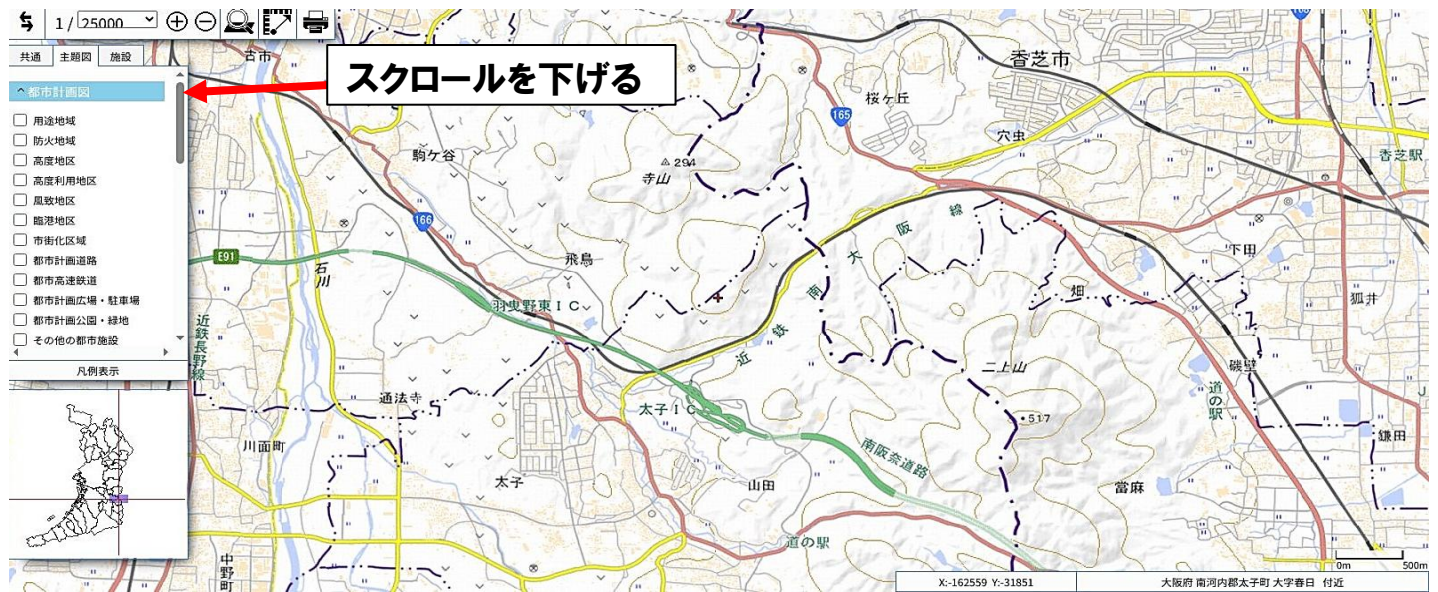 1 / 25000
共通 主題図 施設
スクロールを下げる
^ 都市計画図
用途地域
防火地域
高度地区
高度利用地区
風致地区
臨港地区
市街化区域
都市計画道路
都市高速鉄道
都市計画広場・駐車場
都市計画公園・緑地
その他の都市施設
凡例表示
古市
香芝市
桜ケ丘
165
穴虫
駒ケ谷
294
寺山
香芝駅
166
近鉄南大阪線
下田
E91
飛鳥
石川
羽曳野東IC
畑
狐井
近鉄長野線
二上山
磯壁
通法寺
太子IC
道の駅
517
鎌田
川面町
南阪奈道路
太子
山田
當麻
道の駅
中野町
0m 500m
X:-162559 Y:-31851
大阪府 南河内郡太子町 大字春日 付近